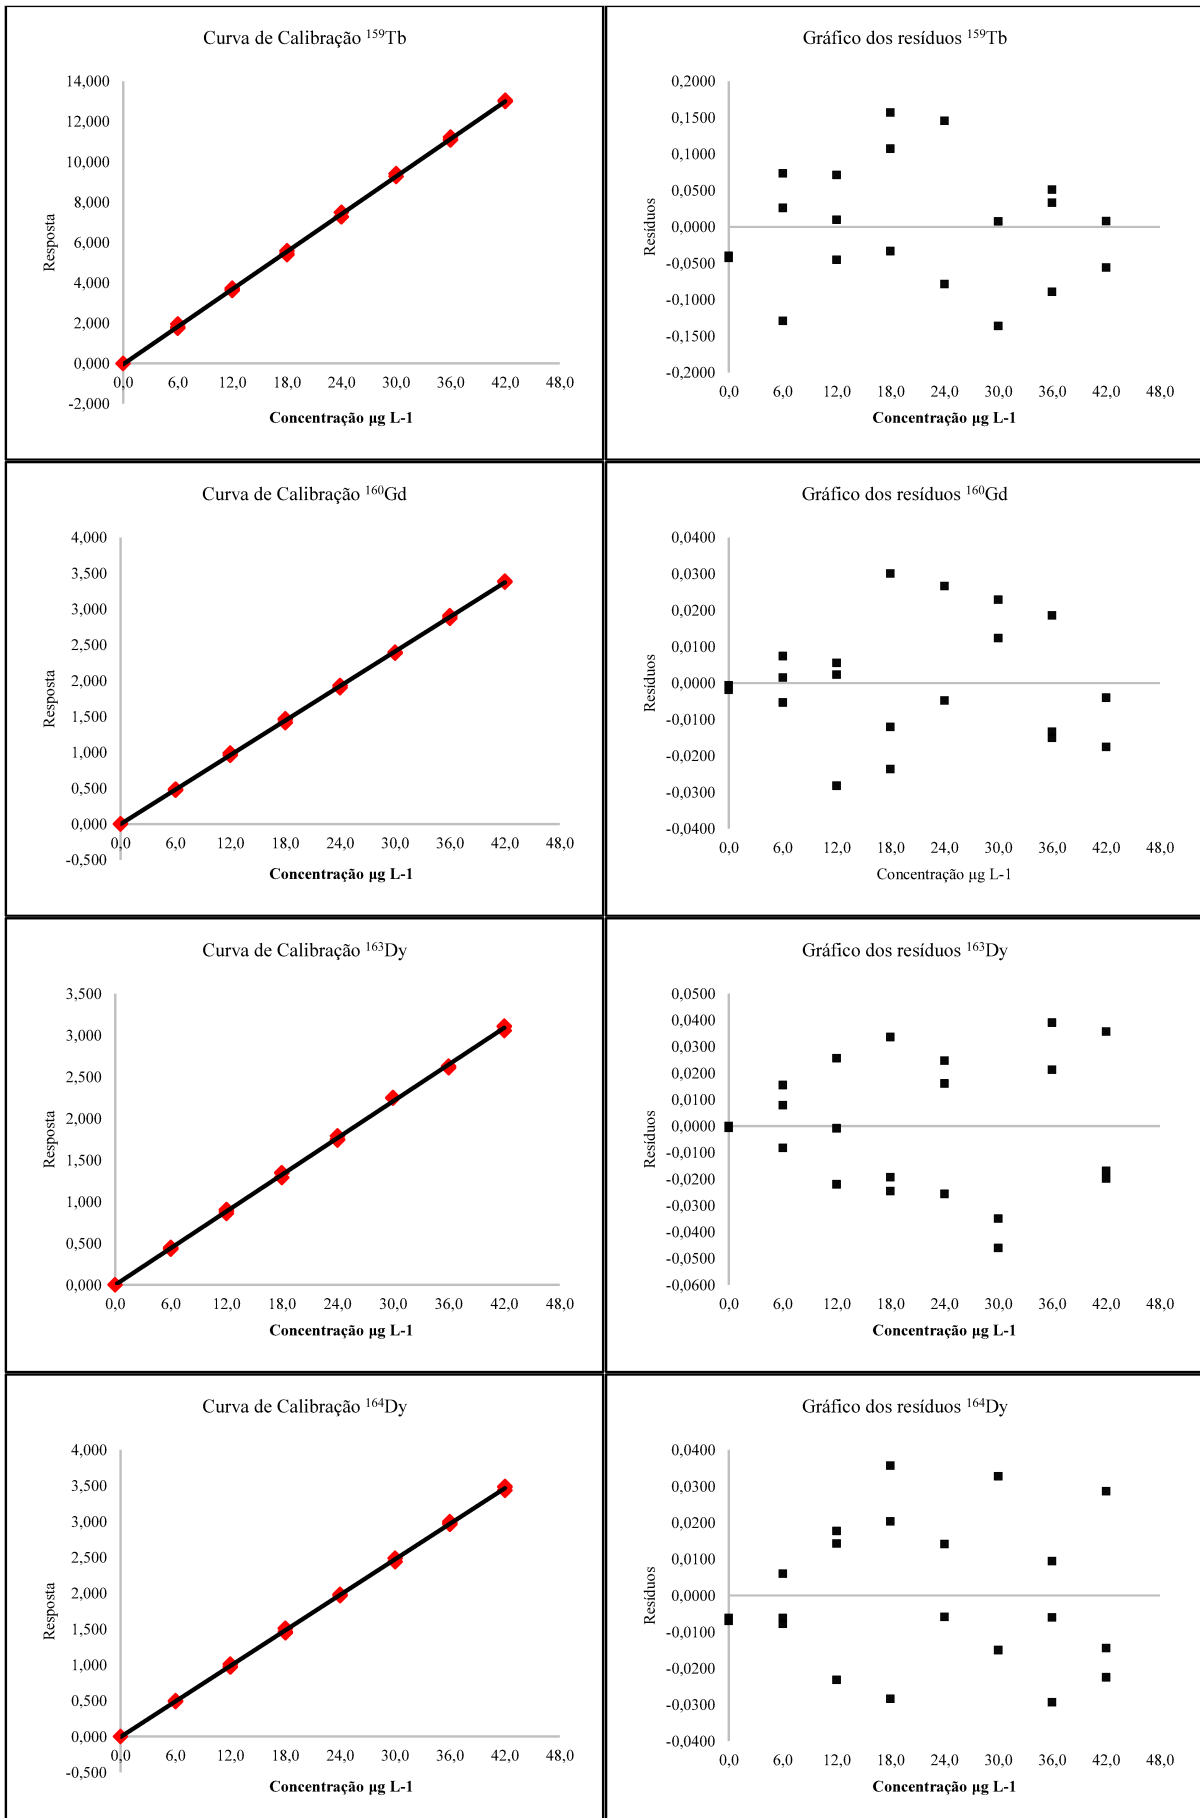 Curva de Calibração ¹⁵⁹Tb
14,000
12,000
10,000
8,000
6,000
4,000
2,000
0,000
-2,000
Resposta
0,0 6,0 12,0 18,0 24,0 30,0 36,0 42,0 48,0
Concentração µg L-1
Gráfico dos resíduos ¹⁵⁹Tb
0,2000
0,1500
0,1000
0,0500
0,0000
-0,0500
-0,1000
-0,1500
-0,2000
Resíduos
0,0 6,0 12,0 18,0 24,0 30,0 36,0 42,0 48,0
Concentração µg L-1
Curva de Calibração ¹⁶⁰Gd
4,000
3,500
3,000
2,500
2,000
1,500
1,000
0,500
0,000
-0,500
Resposta
0,0 6,0 12,0 18,0 24,0 30,0 36,0 42,0 48,0
Concentração µg L-1
Gráfico dos resíduos ¹⁶⁰Gd
0,0400
0,0300
0,0200
0,0100
0,0000
-0,0100
-0,0200
-0,0300
-0,0400
Resíduos
0,0 6,0 12,0 18,0 24,0 30,0 36,0 42,0 48,0
Concentração µg L-1
Curva de Calibração ¹⁶³Dy
3,500
3,000
2,500
2,000
1,500
1,000
0,500
0,000
Resposta
0,0 6,0 12,0 18,0 24,0 30,0 36,0 42,0 48,0
Concentração µg L-1
Gráfico dos resíduos ¹⁶³Dy
0,0500
0,0400
0,0300
0,0200
0,0100
0,0000
-0,0100
-0,0200
-0,0300
-0,0400
-0,0500
-0,0600
Resíduos
0,0 6,0 12,0 18,0 24,0 30,0 36,0 42,0 48,0
Concentração µg L-1
Curva de Calibração ¹⁶⁴Dy
4,000
3,500
3,000
2,500
2,000
1,500
1,000
0,500
0,000
-0,500
Resposta
0,0 6,0 12,0 18,0 24,0 30,0 36,0 42,0 48,0
Concentração µg L-1
Gráfico dos resíduos ¹⁶⁴Dy
0,0400
0,0300
0,0200
0,0100
0,0000
-0,0100
-0,0200
-0,0300
-0,0400
Resíduos
0,0 6,0 12,0 18,0 24,0 30,0 36,0 42,0 48,0
Concentração µg L-1